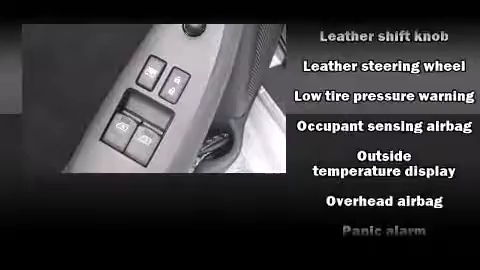 Leather shift knob
Leather steering wheel
Low tire pressure warning
Occupant sensing airbag
Outside
temperature display
Overhead airbag
Panic alarm